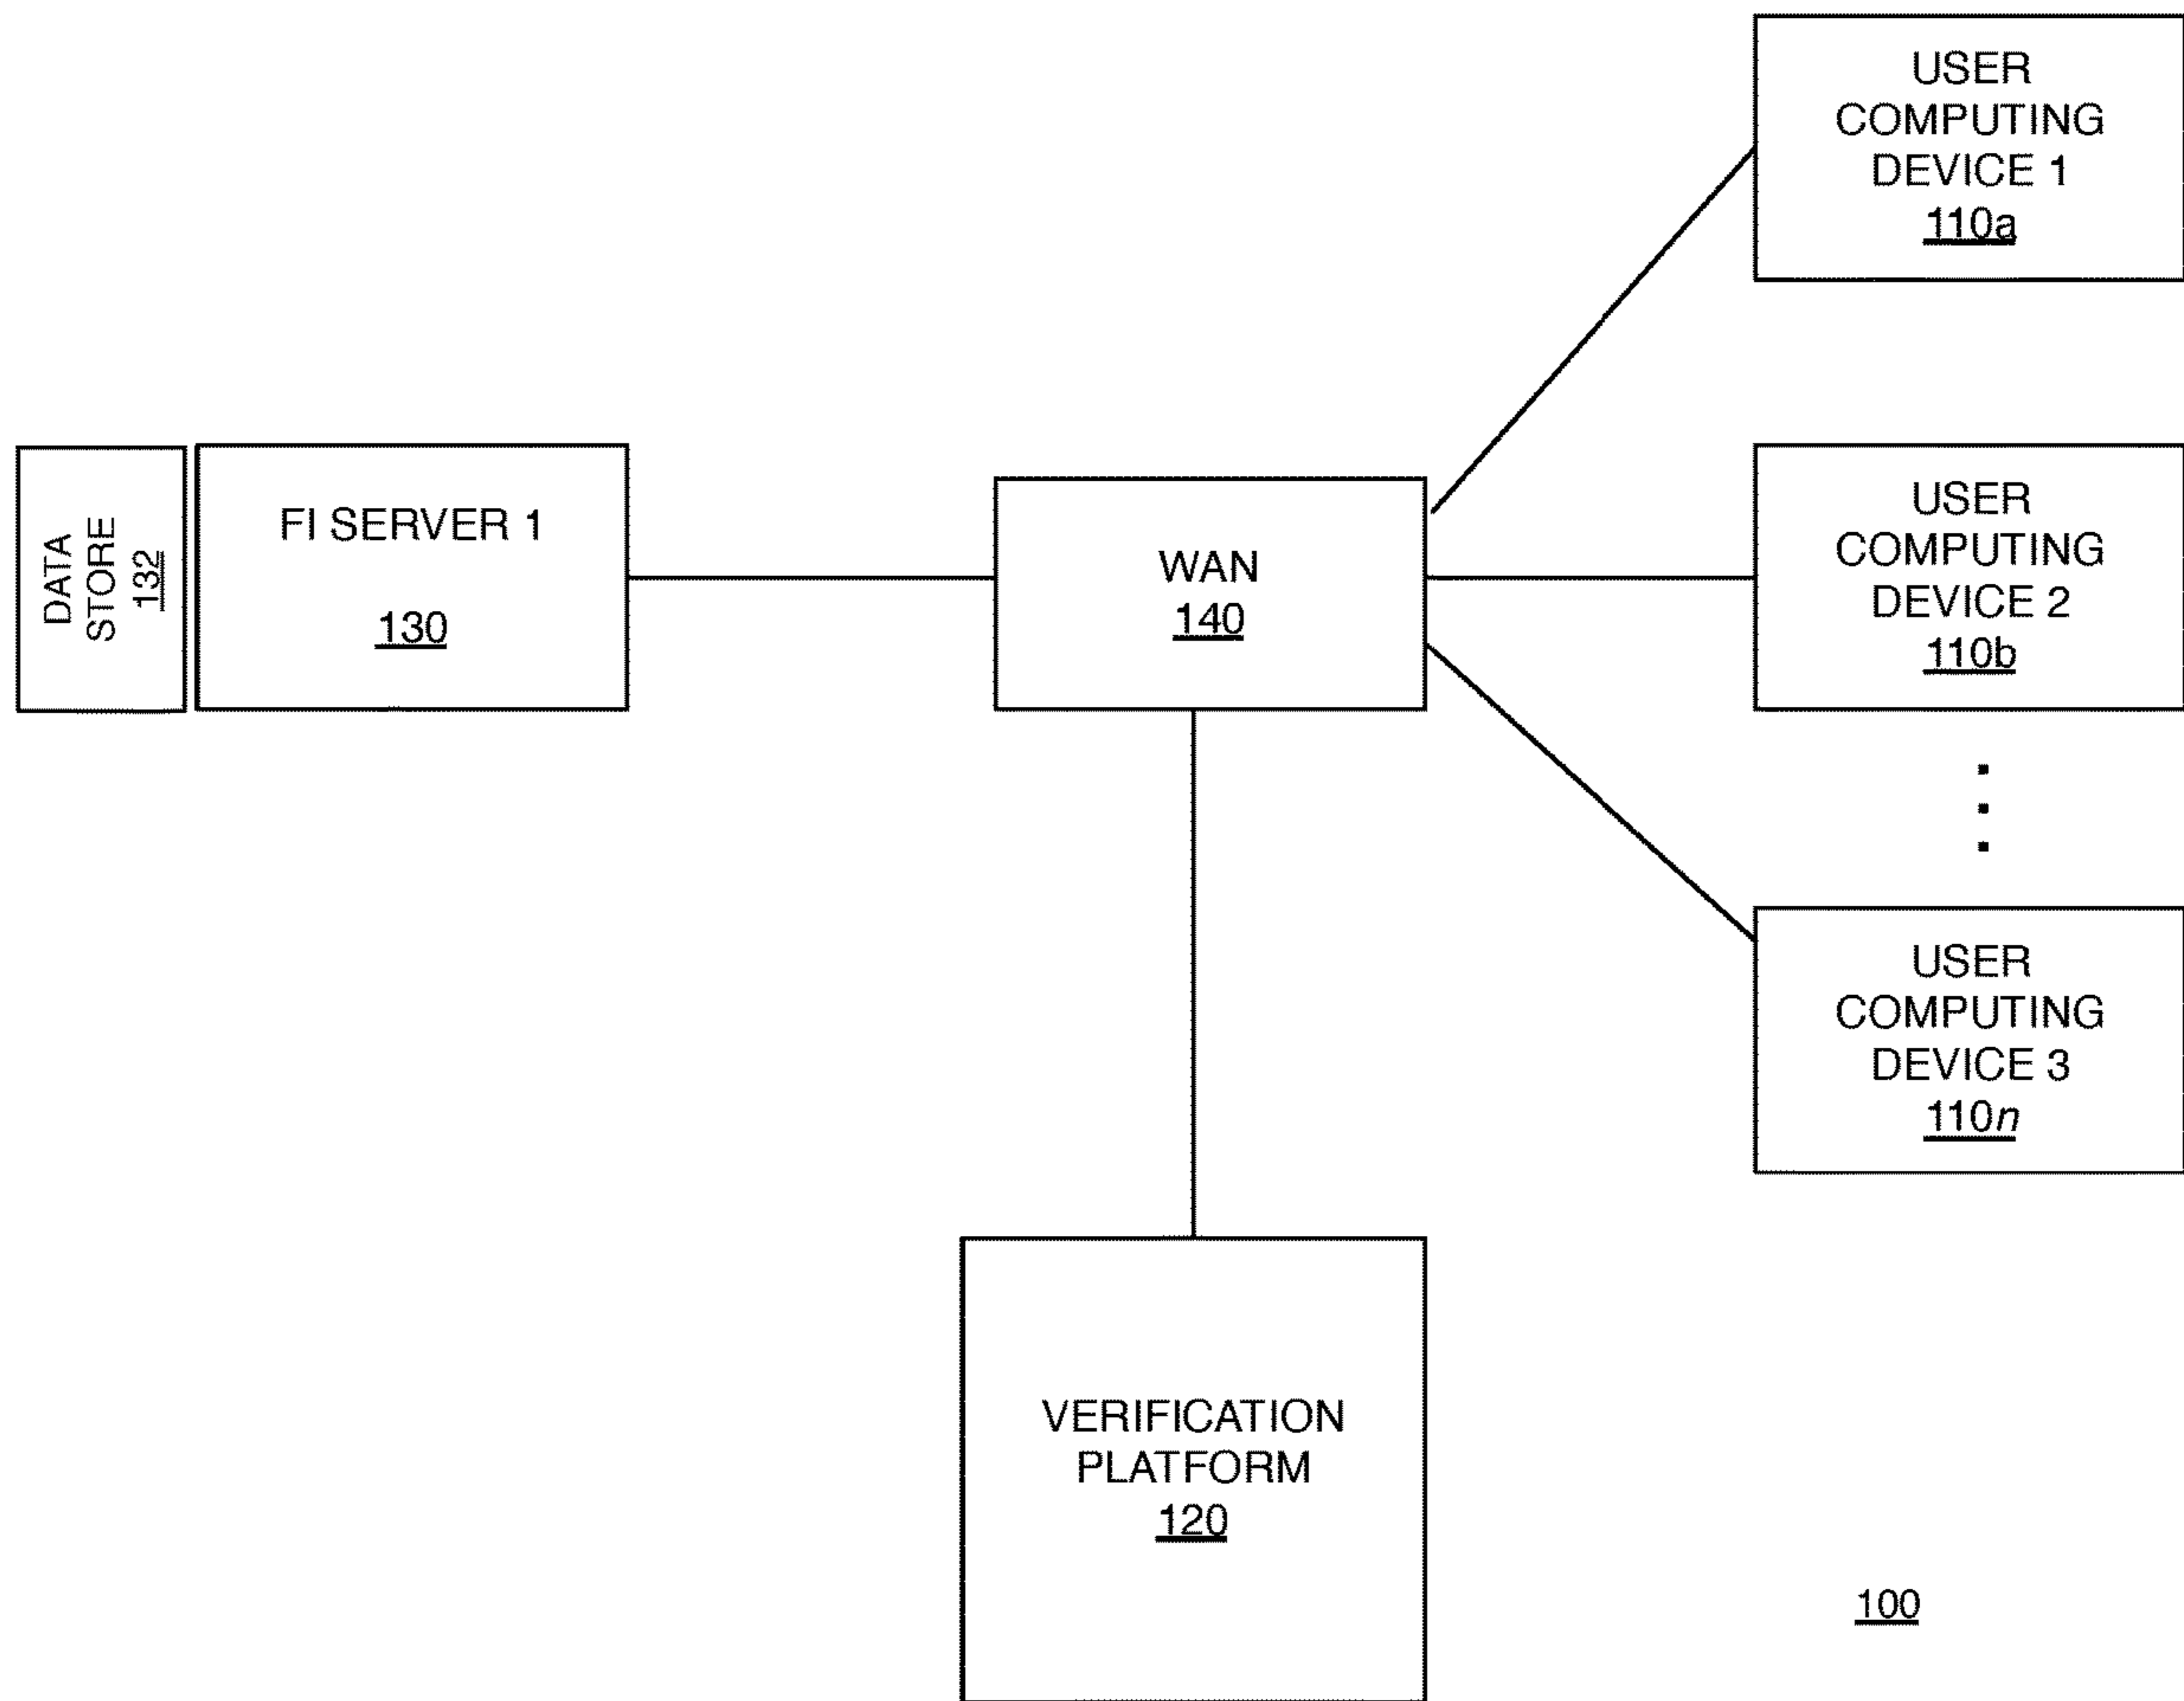 USER
COMPUTING
DEVICE 1
110a
DATA
STORE
132
FI SERVER 1
130
WAN
140
USER
COMPUTING
DEVICE 2
110b
USER
COMPUTING
DEVICE 3
110n
VERIFICATION
PLATFORM
120
100